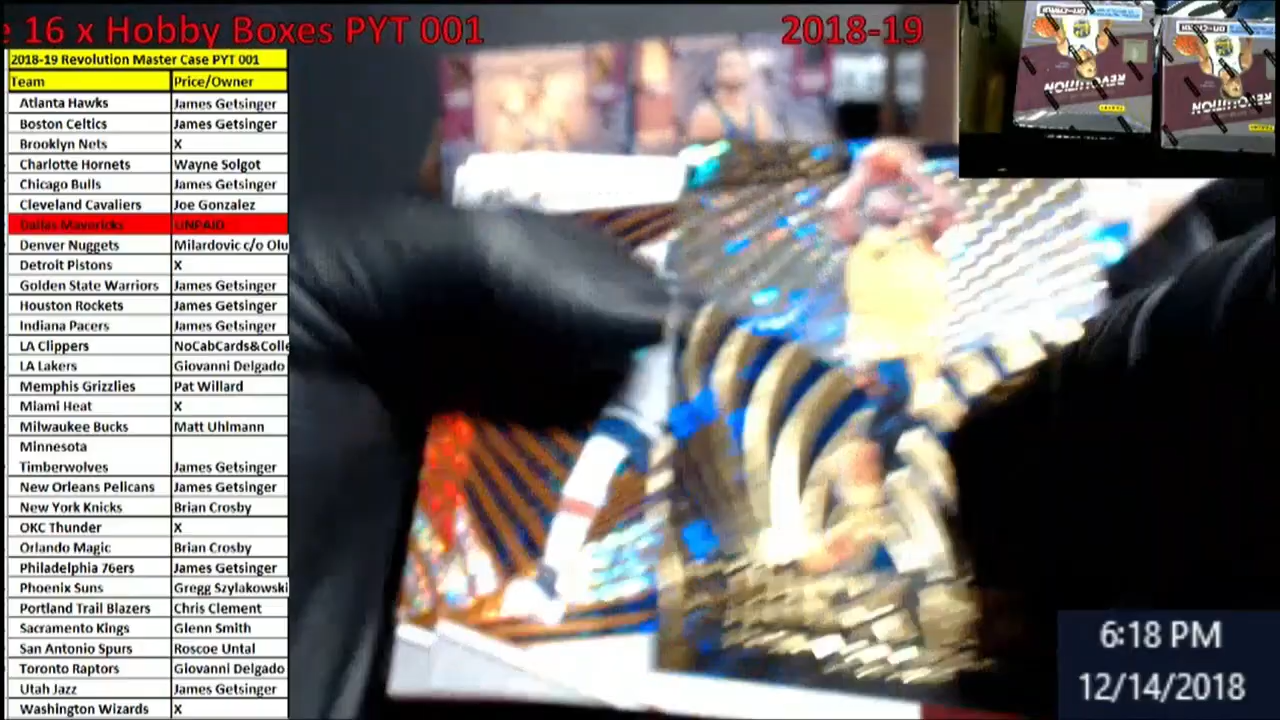 16 x Hobby Boxes PYT 001
2018-19
2018-19 Revolution Master Case PYT 001
Team Price/Owner
Atlanta Hawks James Getsinger
Boston Celtics James Getsinger
Brooklyn Nets X
Charlotte Hornets Wayne Solgot
Chicago Bulls James Getsinger
Cleveland Cavaliers Joe Gonzalez
Dallas Mavericks UNPAID
Denver Nuggets Milardovic c/o Olu
Detroit Pistons X
Golden State Warriors James Getsinger
Houston Rockets James Getsinger
Indiana Pacers James Getsinger
LA Clippers NoCabCards&Colle
LA Lakers Giovanni Delgado
Memphis Grizzlies Pat Willard
Miami Heat X
Milwaukee Bucks Matt Uhlmann
Minnesota
Timberwolves James Getsinger
New Orleans Pelicans James Getsinger
New York Knicks Brian Crosby
OKC Thunder X
Orlando Magic Brian Crosby
Philadelphia 76ers James Getsinger
Phoenix Suns Gregg Szylakowski
Portland Trail Blazers Chris Clement
Sacramento Kings Glenn Smith
San Antonio Spurs Roscoe Untal
Toronto Raptors Giovanni Delgado
Utah Jazz James Getsinger
Washington Wizards X
REVOLUTION
REVOLUTION
6:18 PM
12/14/2018